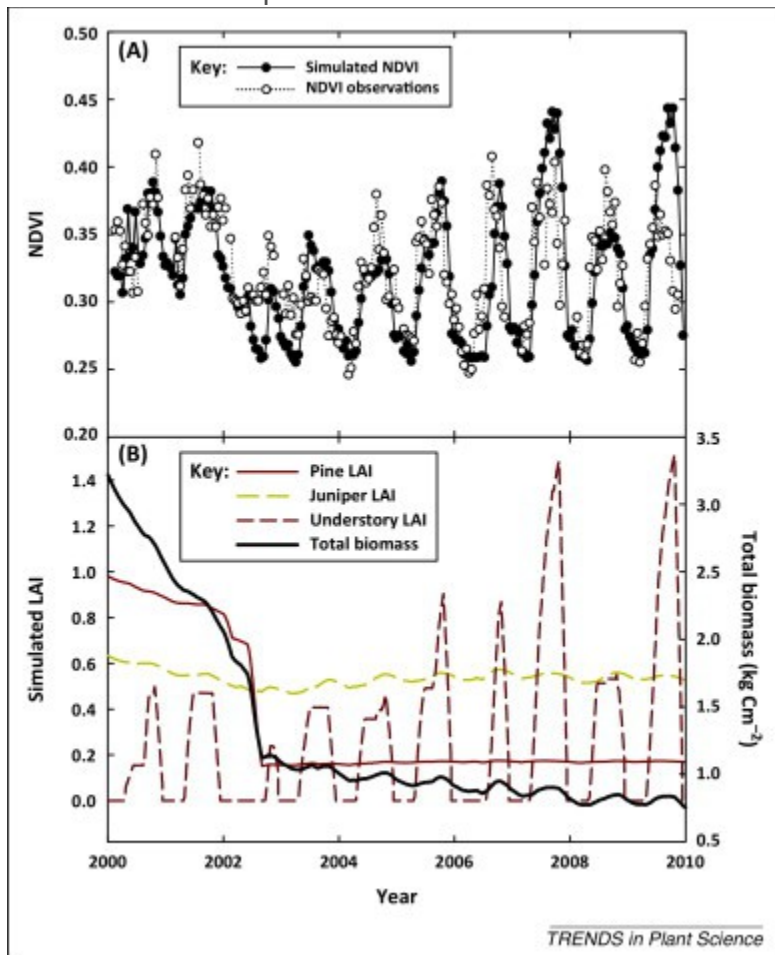 (A)
Key:
Simulated NDVI
NDVI observations
0.50
0.45
0.40
0.35
0.30
0.25
0.20
NDVI
(B)
Key:
Pine LAI
Juniper LAI
Understory LAI
Total biomass
1.4
1.2
1.0
0.8
0.6
0.4
0.2
0.0
Simulated LAI
3.5
3.0
2.5
2.0
1.5
1.0
0.5
Total biomass (kg Cm⁻²)
2000 2002 2004 2006 2008 2010
Year
TRENDS in Plant Science